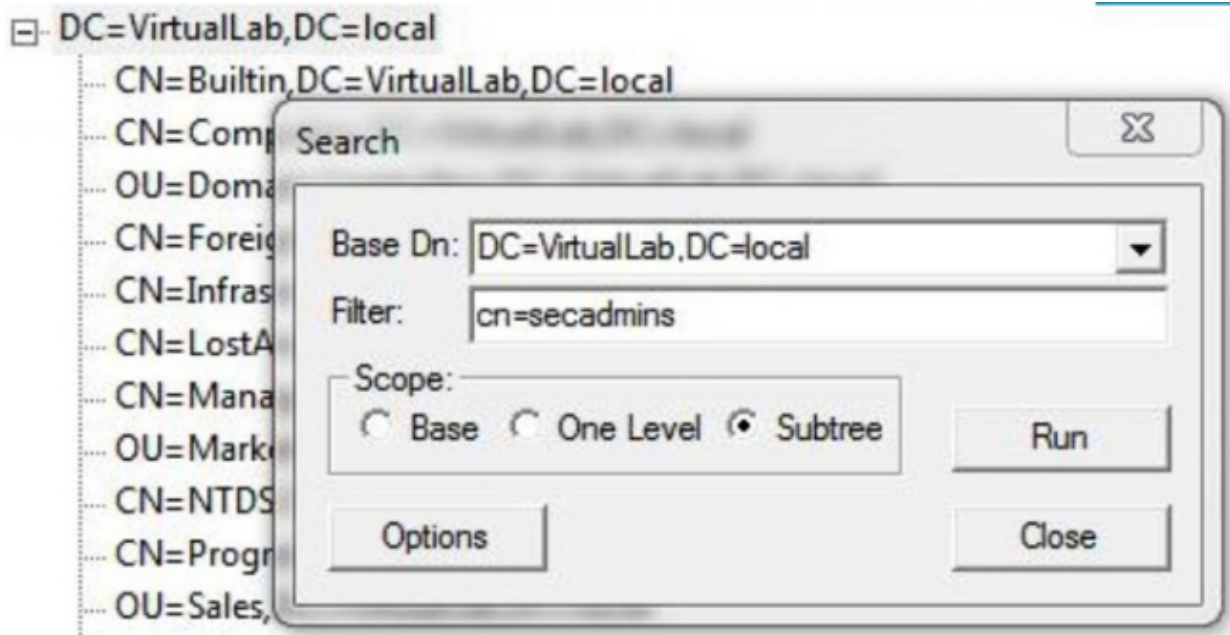 DC=VirtualLab,DC=local
CN=Builtin,DC=VirtualLab,DC=local
CN=Comp
OU=Doma
CN=Foreig
CN=Infras
CN=LostA
CN=Mana
OU=Mark
CN=NTDS
CN=Progr
OU=Sales,
Search
Base Dn: DC=VirtualLab,DC=local
Filter: cn=secadmins
Scope:
Base One Level Subtree
Run
Options
Close